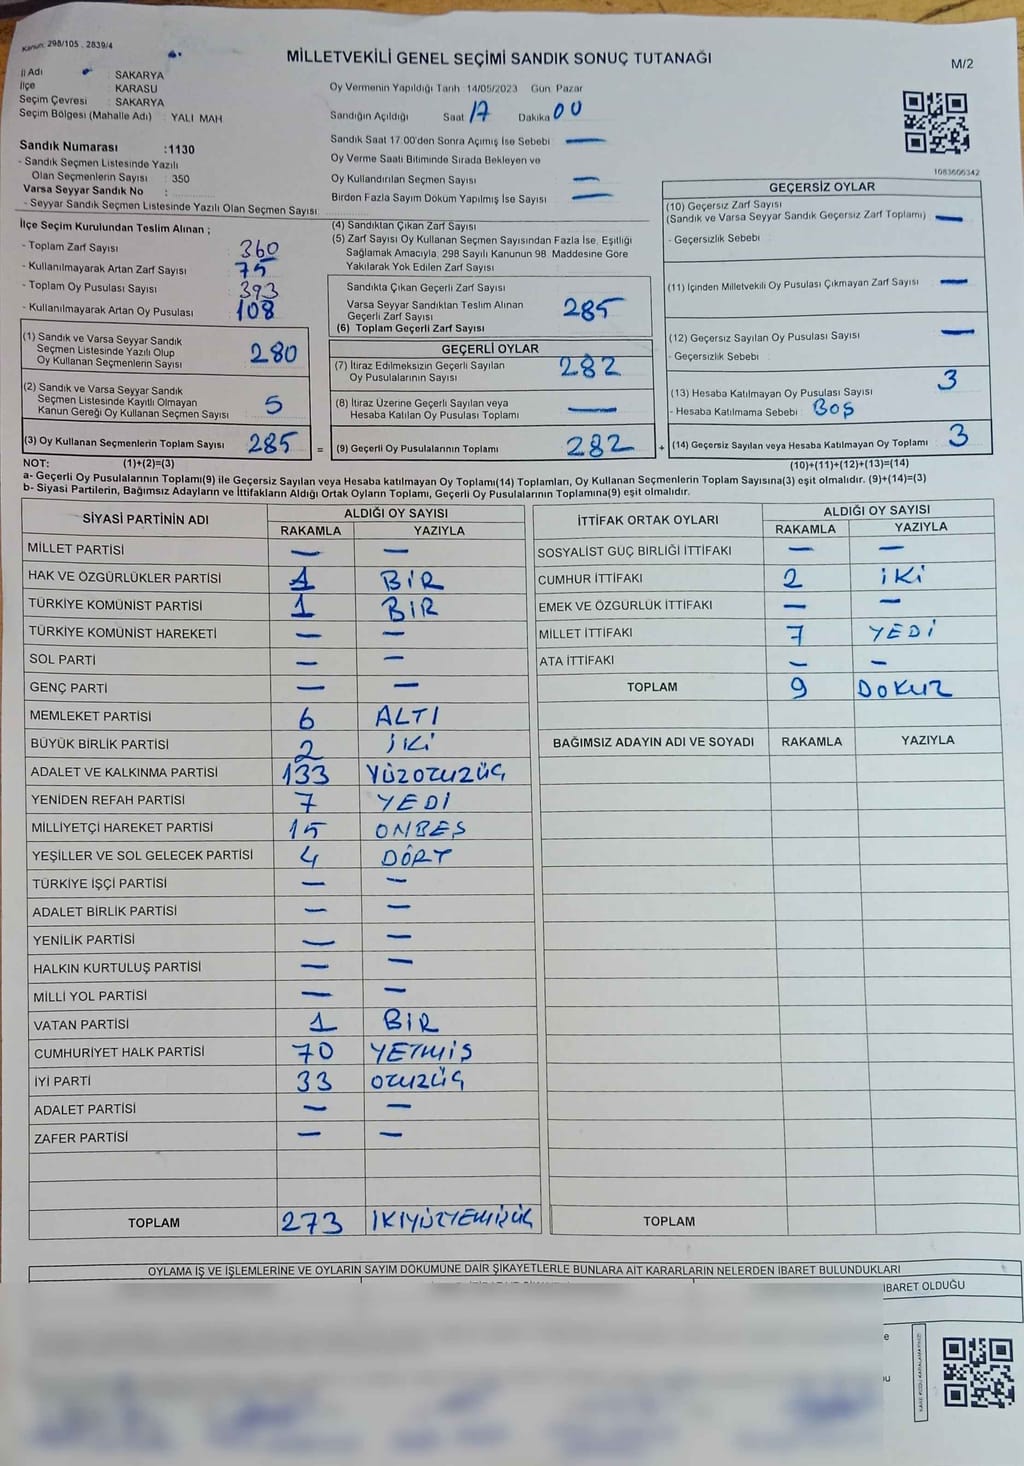 Kanun: 298/105 . 2839/4
MİLLETVEKİLİ GENEL SEÇİMİ SANDIK SONUÇ TUTANAĞI
M/2
İl Adı SAKARYA
İlçe KARASU
Seçim Çevresi SAKARYA
Seçim Bölgesi (Mahalle Adı) : YALI MAH
Oy Vermenin Yapıldığı Tarih 14/05/2023 Gün Pazar
Sandığın Açıldığı Saat 17 Dakika 00
Sandık Saat 17:00'den Sonra Açımış İse Sebebi —
Oy Verme Saati Bitiminde Sırada Bekleyen ve
Oy Kullandırılan Seçmen Sayısı —
Birden Fazla Sayım Döküm Yapılmış İse Sayısı —
1083606342
Sandık Numarası :1130
- Sandık Seçmen Listesinde Yazılı
Olan Seçmenlerin Sayısı : 350
Varsa Seyyar Sandık No :
- Seyyar Sandık Seçmen Listesinde Yazılı Olan Seçmen Sayısı:
İlçe Seçim Kurulundan Teslim Alınan ;
- Toplam Zarf Sayısı 360
- Kullanılmayarak Artan Zarf Sayısı 75
- Toplam Oy Pusulası Sayısı 393
- Kullanılmayarak Artan Oy Pusulası 108
(1) Sandık ve Varsa Seyyar Sandık
Seçmen Listesinde Yazılı Olup
Oy Kullanan Seçmenlerin Sayısı 280
(2) Sandık ve Varsa Seyyar Sandık
Seçmen Listesinde Kayıtlı Olmayan
Kanun Gereği Oy Kullanan Seçmen Sayısı 5
(3) Oy Kullanan Seçmenlerin Toplam Sayısı 285 =
(4) Sandıktan Çıkan Zarf Sayısı
(5) Zarf Sayısı Oy Kullanan Seçmen Sayısından Fazla İse, Eşitliği
Sağlamak Amacıyla, 298 Sayılı Kanunun 98. Maddesine Göre
Yakılarak Yok Edilen Zarf Sayısı
Sandıkta Çıkan Geçerli Zarf Sayısı
Varsa Seyyar Sandıktan Teslim Alınan
Geçerli Zarf Sayısı 285
(6) Toplam Geçerli Zarf Sayısı
GEÇERLİ OYLAR
(7) İtiraz Edilmeksizin Geçerli Sayılan
Oy Pusulalarının Sayısı 282
(8) İtiraz Üzerine Geçerli Sayılan veya
Hesaba Katılan Oy Pusulası Toplamı —
(9) Geçerli Oy Pusulalarının Toplamı 282 +
GEÇERSİZ OYLAR
(10) Geçersiz Zarf Sayısı
(Sandık ve Varsa Seyyar Sandık Geçersiz Zarf Toplamı) —
- Geçersizlik Sebebi
(11) İçinden Milletvekili Oy Pusulası Çıkmayan Zarf Sayısı —
(12) Geçersiz Sayılan Oy Pusulası Sayısı —
- Geçersizlik Sebebi
(13) Hesaba Katılmayan Oy Pusulası Sayısı 3
- Hesaba Katılmama Sebebi BOŞ
(14) Geçersiz Sayılan veya Hesaba Katılmayan Oy Toplamı 3
NOT: (1)+(2)=(3) (10)+(11)+(12)+(13)=(14)
a- Geçerli Oy Pusulalarının Toplamı(9) ile Geçersiz Sayılan veya Hesaba katılmayan Oy Toplamı(14) Toplamları, Oy Kullanan Seçmenlerin Toplam Sayısına(3) eşit olmalıdır. (9)+(14)=(3)
b- Siyasi Partilerin, Bağımsız Adayların ve İttifakların Aldığı Ortak Oyların Toplamı, Geçerli Oy Pusulalarının Toplamına(9) eşit olmalıdır.
SİYASİ PARTİNİN ADI ALDIĞI OY SAYISI
RAKAMLA YAZIYLA
MİLLET PARTİSİ — —
HAK VE ÖZGÜRLÜKLER PARTİSİ 1 BİR
TÜRKİYE KOMÜNİST PARTİSİ 1 BİR
TÜRKİYE KOMÜNİST HAREKETİ — —
SOL PARTİ — —
GENÇ PARTİ — —
MEMLEKET PARTİSİ 6 ALTI
BÜYÜK BİRLİK PARTİSİ 2 İKİ
ADALET VE KALKINMA PARTİSİ 133 YÜZOTUZÜÇ
YENİDEN REFAH PARTİSİ 7 YEDİ
MİLLİYETÇİ HAREKET PARTİSİ 15 ONBEŞ
YEŞİLLER VE SOL GELECEK PARTİSİ 4 DÖRT
TÜRKİYE İŞÇİ PARTİSİ — —
ADALET BİRLİK PARTİSİ — —
YENİLİK PARTİSİ — —
HALKIN KURTULUŞ PARTİSİ — —
MİLLİ YOL PARTİSİ — —
VATAN PARTİSİ 1 BİR
CUMHURİYET HALK PARTİSİ 70 YETMİŞ
İYİ PARTİ 33 OTUZÜÇ
ADALET PARTİSİ — —
ZAFER PARTİSİ — —
TOPLAM 273 İKİYÜZYEMİŞÜÇ
İTTİFAK ORTAK OYLARI ALDIĞI OY SAYISI
RAKAMLA YAZIYLA
SOSYALİST GÜÇ BİRLİĞİ İTTİFAKI — —
CUMHUR İTTİFAKI 2 İKİ
EMEK VE ÖZGÜRLÜK İTTİFAKI — —
MİLLET İTTİFAKI 7 YEDİ
ATA İTTİFAKI — —
TOPLAM 9 DOKUZ
BAĞIMSIZ ADAYIN ADI VE SOYADI RAKAMLA YAZIYLA
TOPLAM
OYLAMA İŞ VE İŞLEMLERİNE VE OYLARIN SAYIM DÖKÜMÜNE DAİR ŞİKAYETLERLE BUNLARA AİT KARARLARIN NELERDEN İBARET BULUNDUKLARI
İBARET OLDUĞU